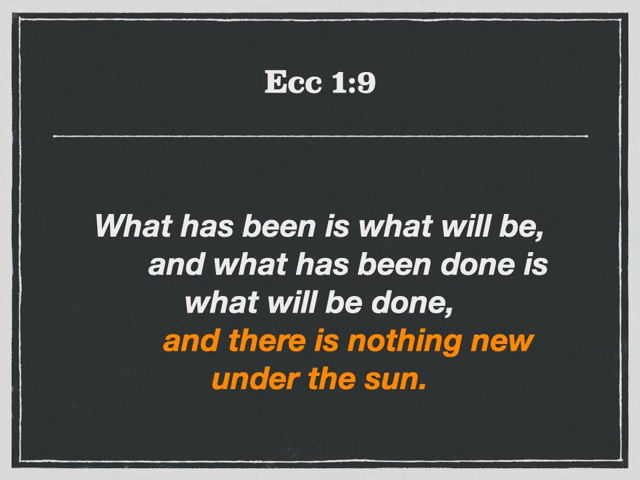 Ecc 1:9
What has been is what will be,
and what has been done is
what will be done,
and there is nothing new
under the sun.